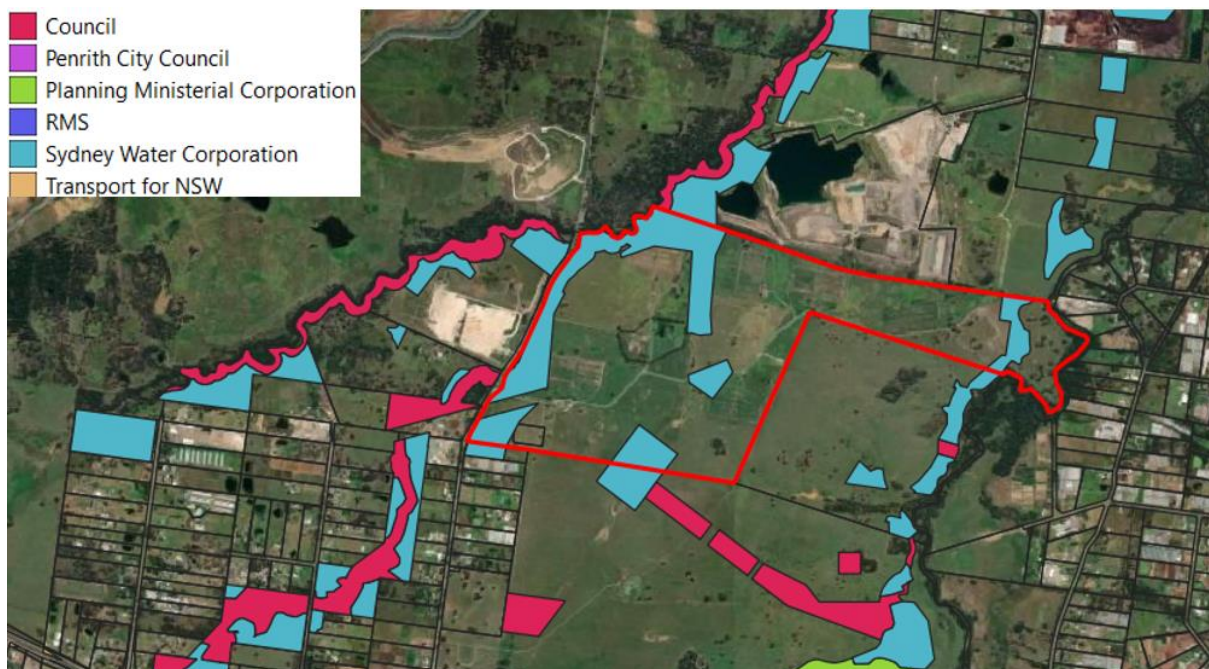 Council
Penrith City Council
Planning Ministerial Corporation
RMS
Sydney Water Corporation
Transport for NSW